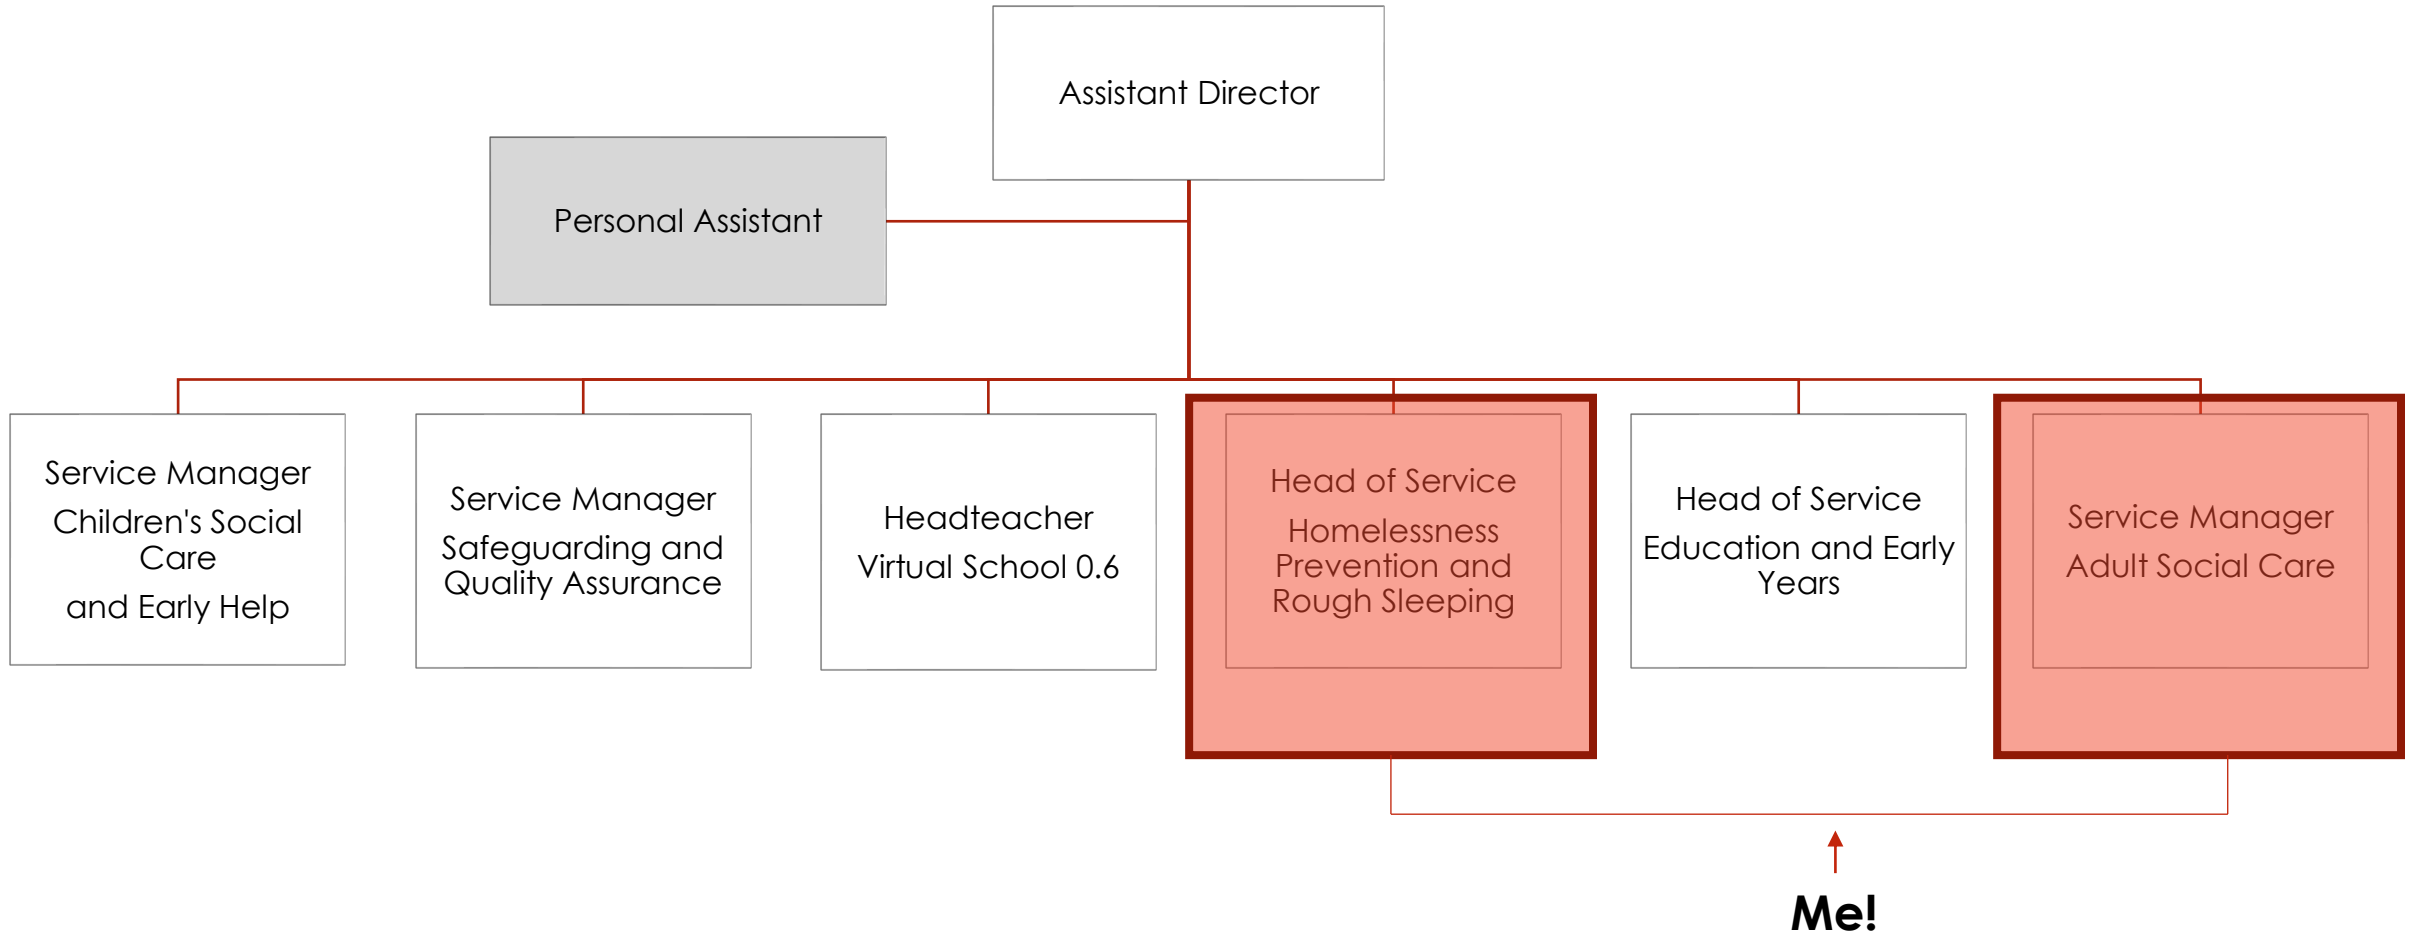 Assistant Director
Personal Assistant
Service Manager
Children's Social
Care
and Early Help
Service Manager
Safeguarding and
Quality Assurance
Headteacher
Virtual School 0.6
Head of Service
Homelessness
Prevention and
Rough Sleeping
Head of Service
Education and Early
Years
Service Manager
Adult Social Care
Me!